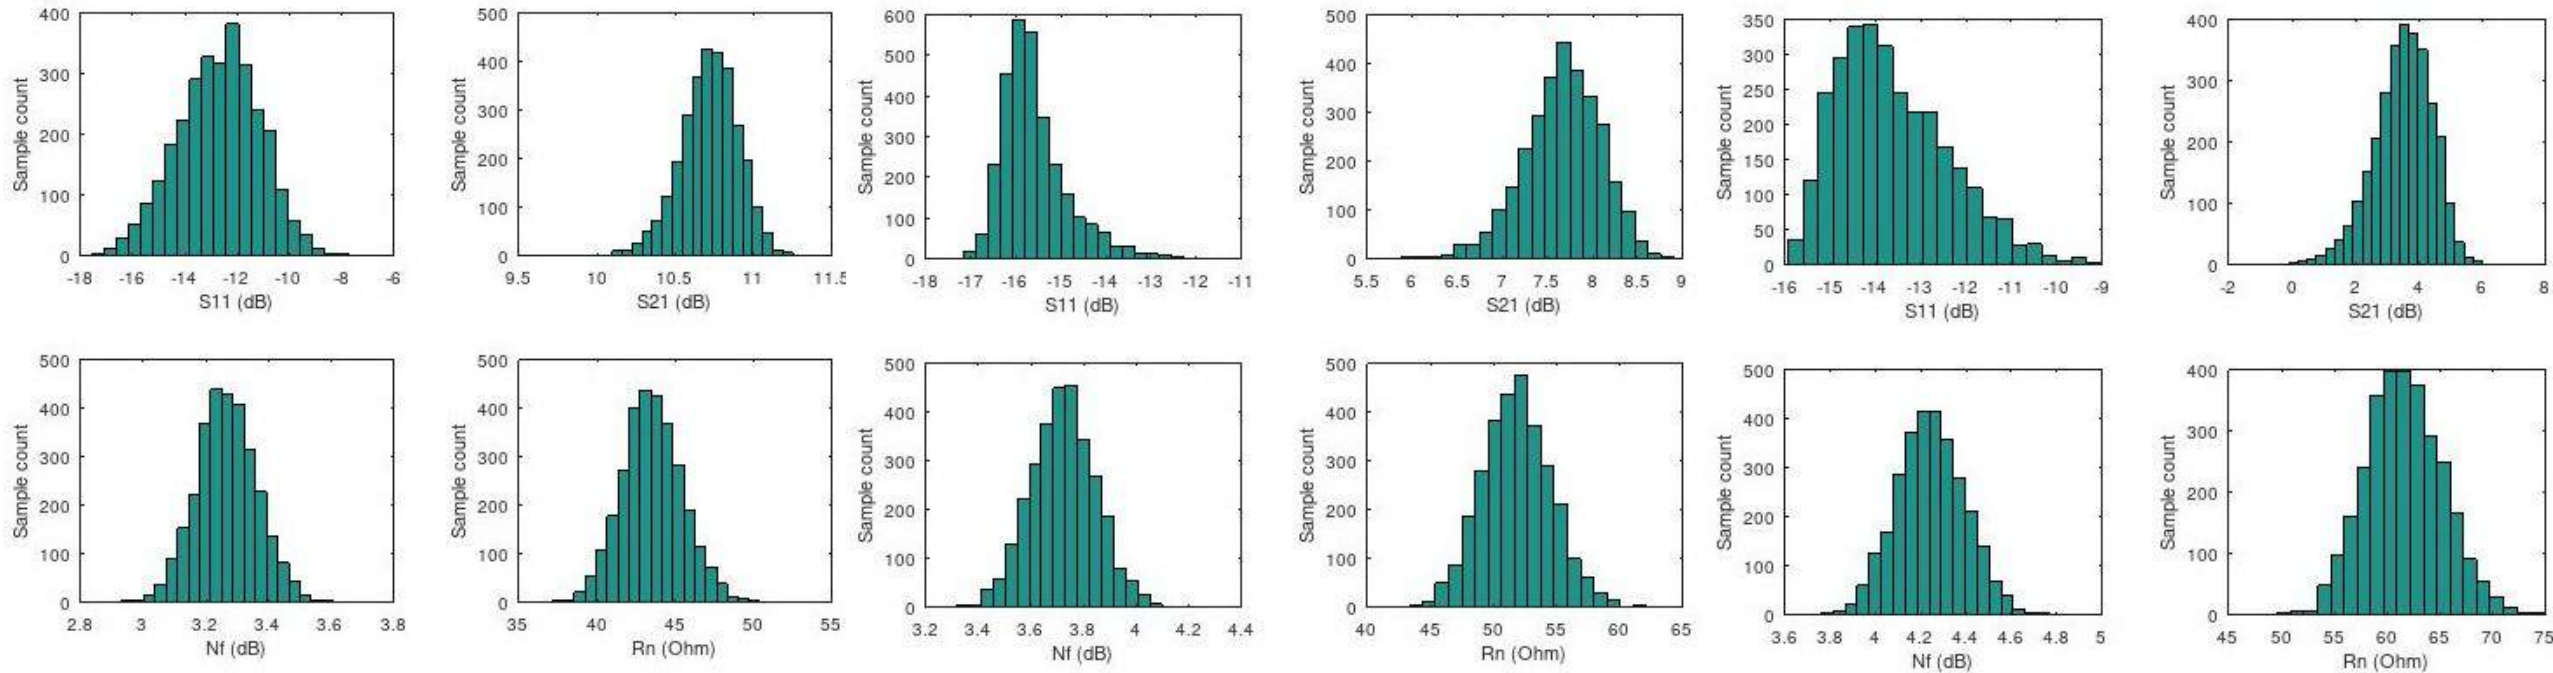 400
300
200
100
0
Sample count
-18 -16 -14 -12 -10 -8 -6
S11 (dB)
500
400
300
200
100
0
Sample count
9.5 10 10.5 11 11.5
S21 (dB)
600
500
400
300
200
100
0
Sample count
-18 -17 -16 -15 -14 -13 -12 -11
S11 (dB)
500
400
300
200
100
0
Sample count
5.5 6 6.5 7 7.5 8 8.5 9
S21 (dB)
350
300
250
200
150
100
50
0
Sample count
-16 -15 -14 -13 -12 -11 -10 -9
S11 (dB)
400
300
200
100
0
Sample count
-2 0 2 4 6 8
S21 (dB)
500
400
300
200
100
0
Sample count
2.8 3 3.2 3.4 3.6 3.8
Nf (dB)
500
400
300
200
100
0
Sample count
35 40 45 50 55
Rn (Ohm)
500
400
300
200
100
0
Sample count
3.2 3.4 3.6 3.8 4 4.2 4.4
Nf (dB)
500
400
300
200
100
0
Sample count
40 45 50 55 60 65
Rn (Ohm)
500
400
300
200
100
0
Sample count
3.6 3.8 4 4.2 4.4 4.6 4.8 5
Nf (dB)
400
300
200
100
0
Sample count
45 50 55 60 65 70 75
Rn (Ohm)